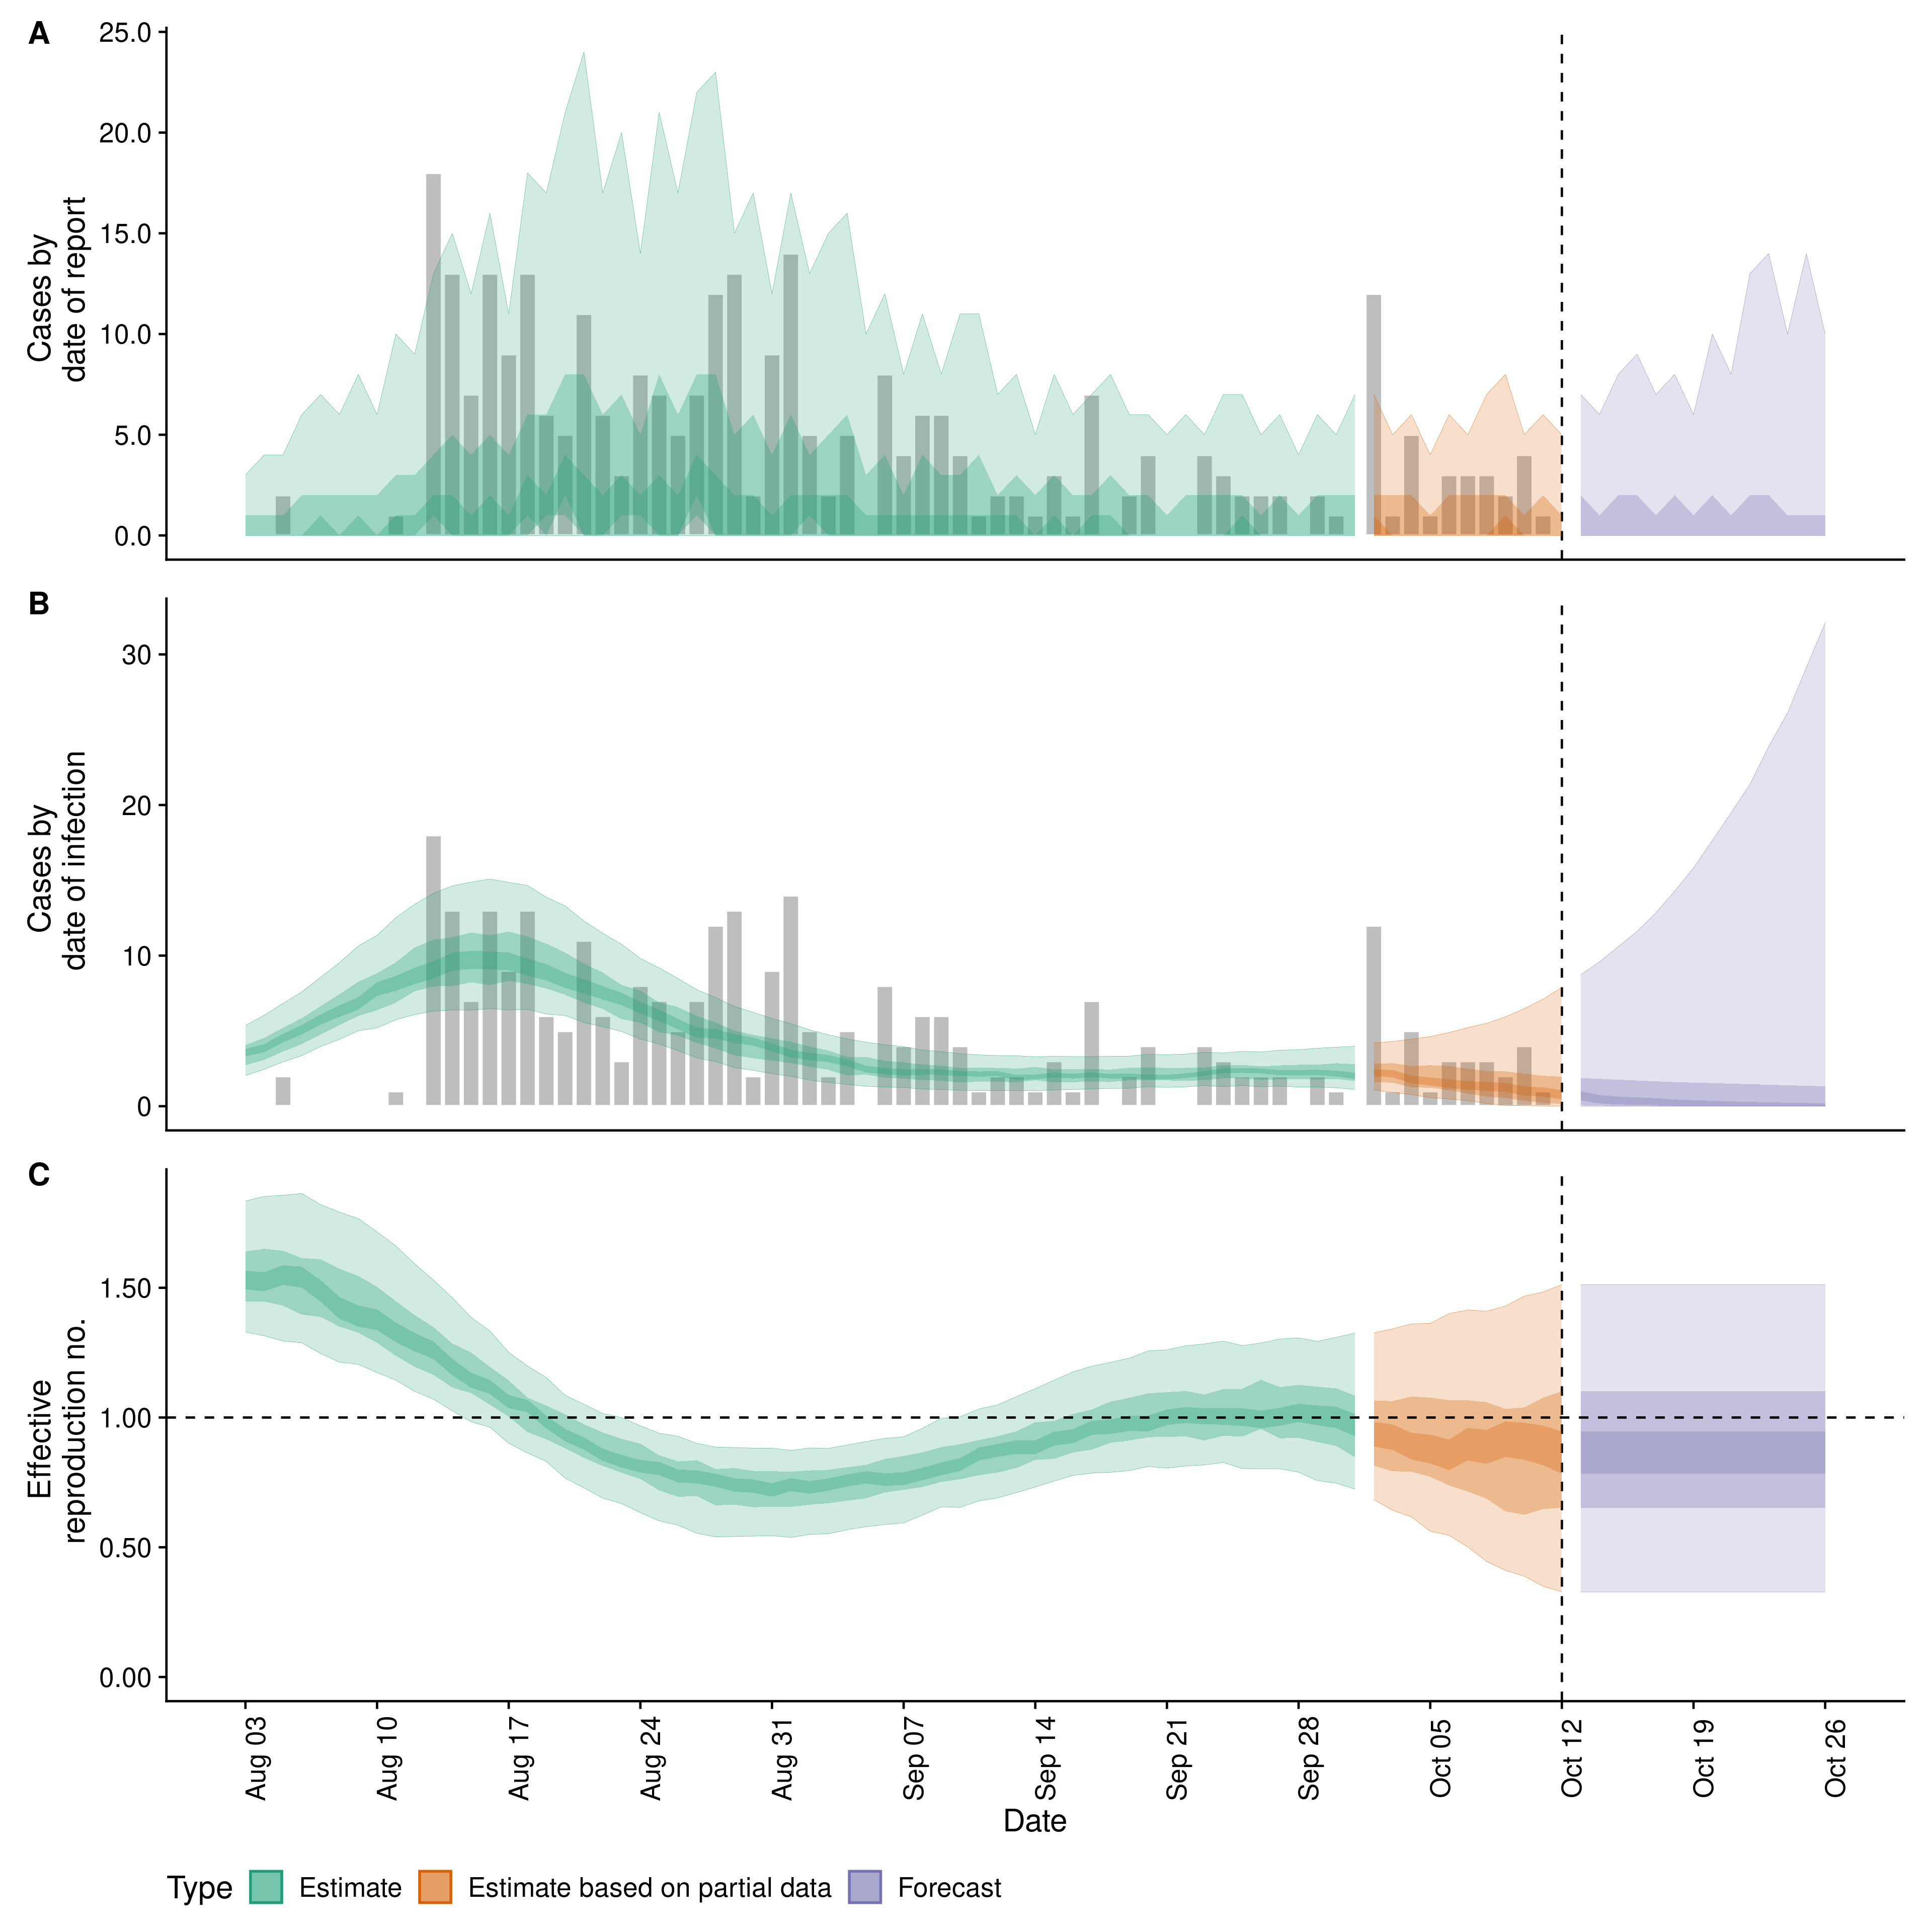 A
Cases by
date of report
25.0
20.0
15.0
10.0
5.0
0.0
B
Cases by
date of infection
30
20
10
0
C
Effective
reproduction no.
1.50
1.00
0.50
0.00
Aug 03
Aug 10
Aug 17
Aug 24
Aug 31
Sep 07
Sep 14
Sep 21
Sep 28
Oct 05
Oct 12
Oct 19
Oct 26
Date
Type Estimate Estimate based on partial data Forecast